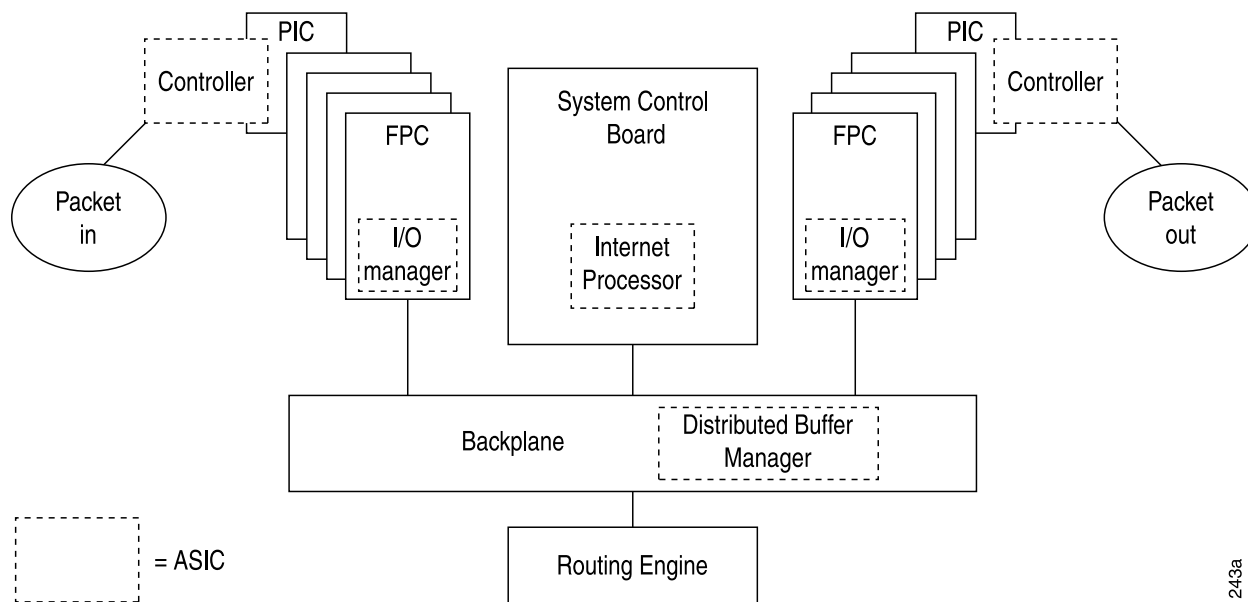 PIC
Controller
FPC
I/O
manager
Packet
in
System Control
Board
Internet
Processor
PIC
Controller
FPC
I/O
manager
Packet
out
Backplane
Distributed Buffer
Manager
= ASIC
Routing Engine
243a